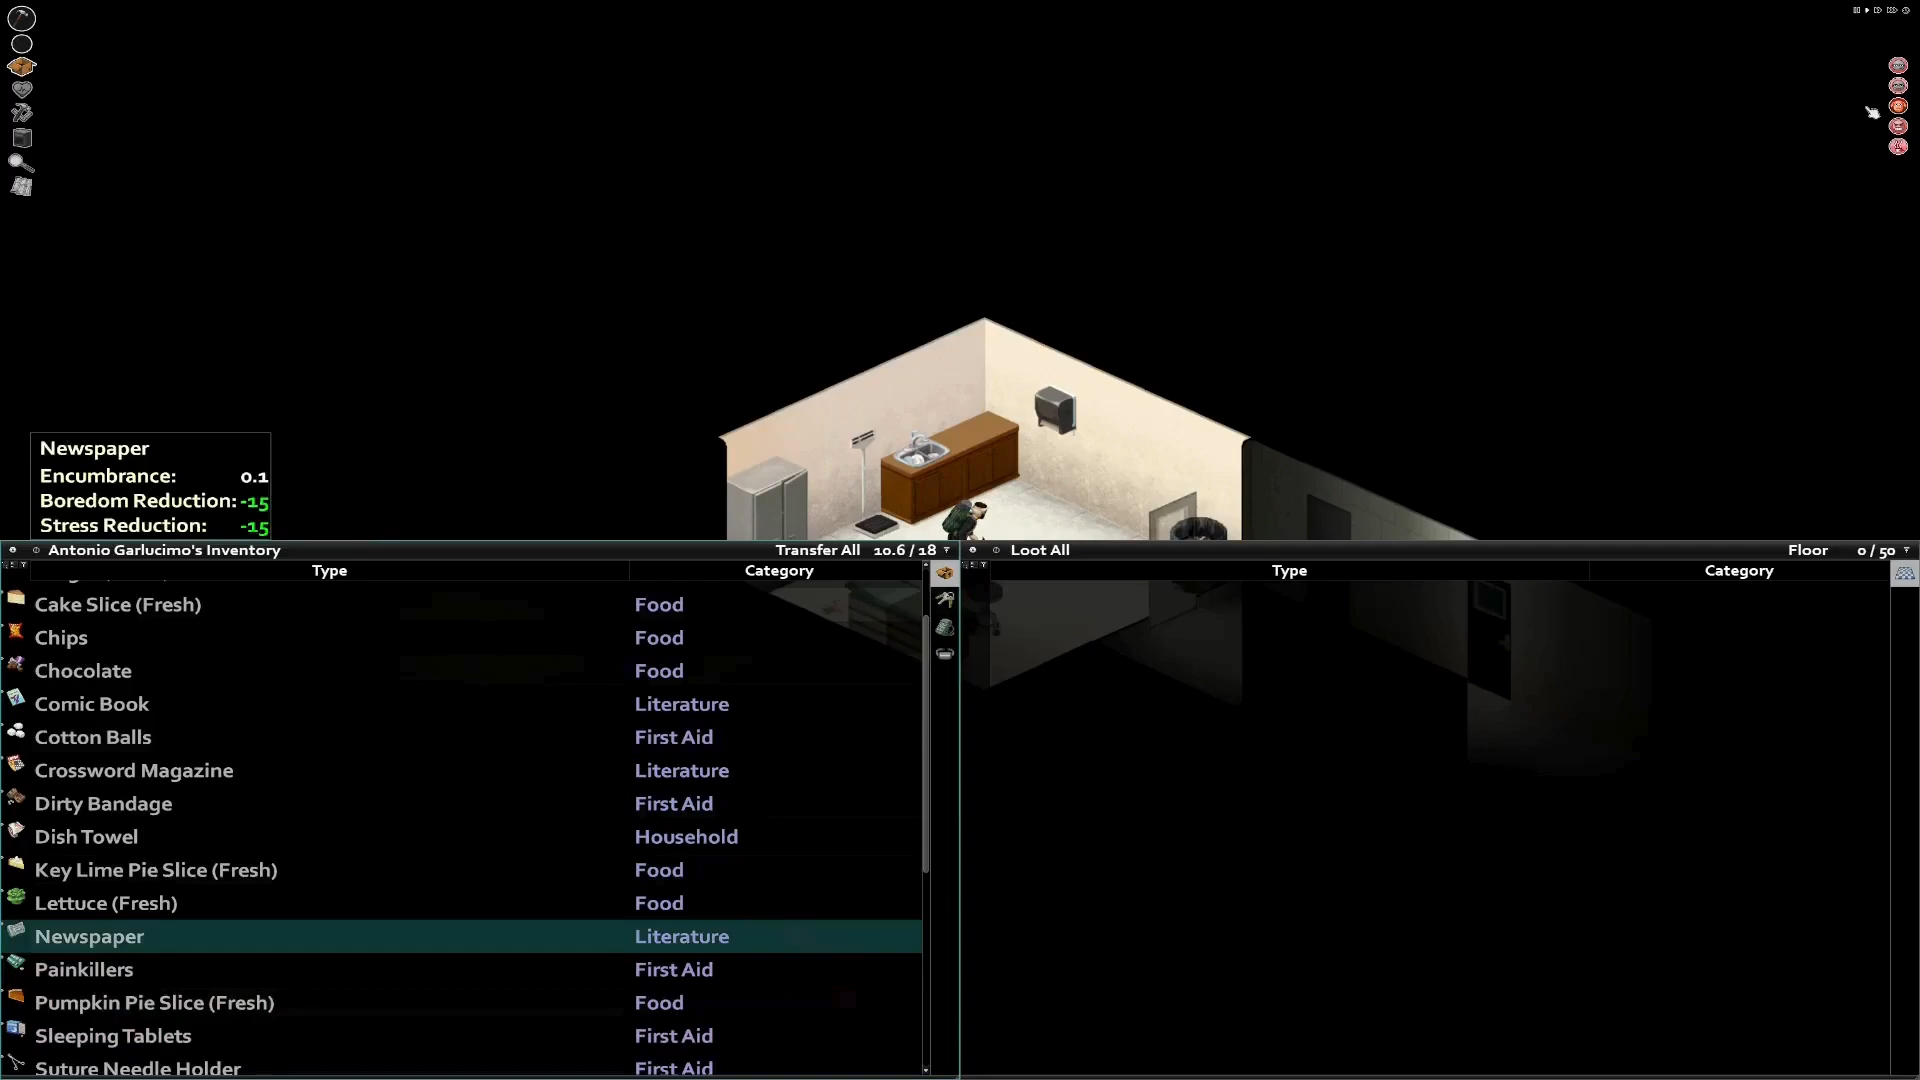 Newspaper
Encumbrance: 0.1
Boredom Reduction: -15
Stress Reduction: -15
Antonio Garlucimo's Inventory Transfer All 10.6 / 18
Loot All Floor 0 / 50
Type Category
Type Category
Cake Slice (Fresh) Food
Chips Food
Chocolate Food
Comic Book Literature
Cotton Balls First Aid
Crossword Magazine Literature
Dirty Bandage First Aid
Dish Towel Household
Key Lime Pie Slice (Fresh) Food
Lettuce (Fresh) Food
Newspaper Literature
Painkillers First Aid
Pumpkin Pie Slice (Fresh) Food
Sleeping Tablets First Aid
Suture Needle Holder First Aid